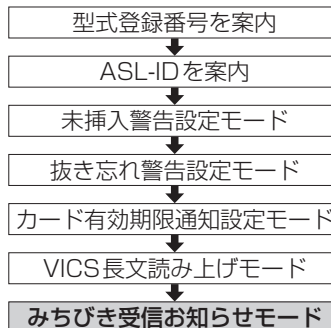 型式登録番号を案内
ASL-IDを案内
未挿入警告設定モード
抜き忘れ警告設定モード
カード有効期限通知設定モード
VICS長文読み上げモード
みちびき受信お知らせモード